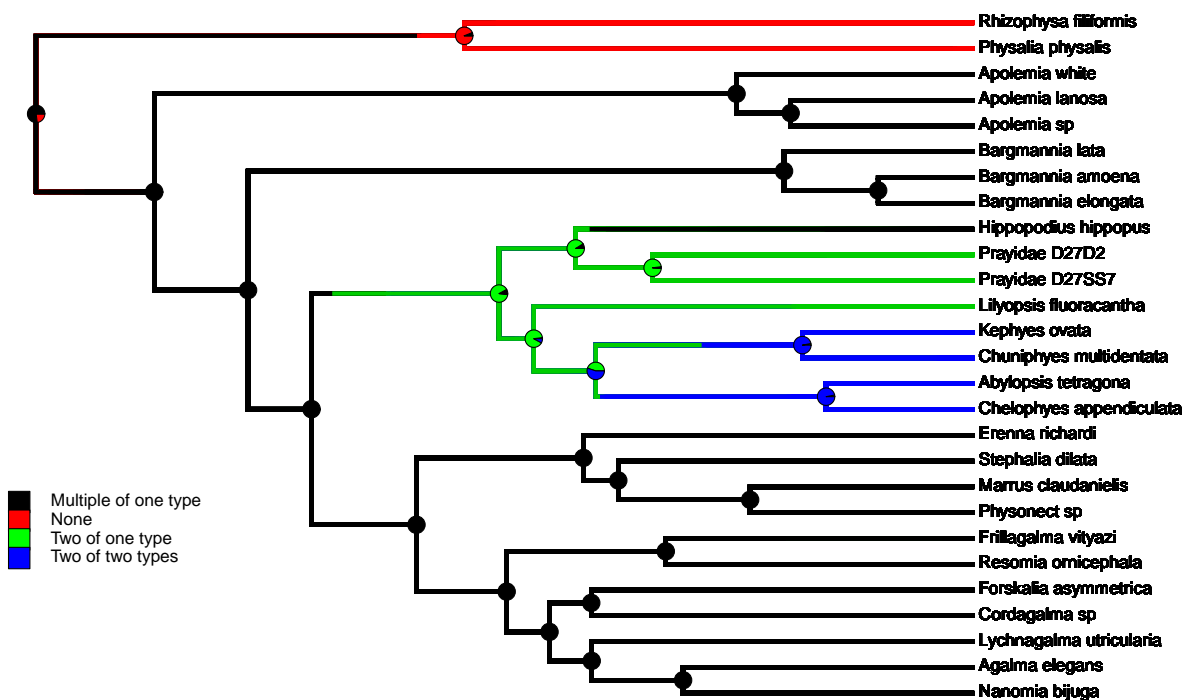 Rhizophysa filiformis
Physalia physalis
Apolemia white
Apolemia lanosa
Apolemia sp
Bargmannia lata
Bargmannia amoena
Bargmannia elongata
Hippopodius hippopus
Prayidae D27D2
Prayidae D27SS7
Lilyopsis fluoracantha
Kephyes ovata
Chuniphyes multidentata
Abylopsis tetragona
Chelophyes appendiculata
Erenna richardi
Stephalia dilata
Marrus claudanielis
Physonect sp
Frillagalma vityazi
Resomia ornicephala
Forskalia asymmetrica
Cordagalma sp
Lychnagalma utricularia
Agalma elegans
Nanomia bijuga
Multiple of one type
None
Two of one type
Two of two types